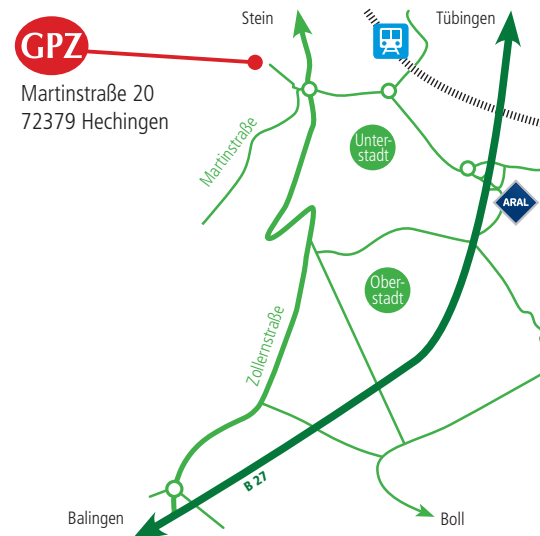 Stein
Tübingen
GPZ
Martinstraße 20
72379 Hechingen
Martinstraße
Unter-
stadt
ARAL
Ober-
stadt
Zollernstraße
B 27
Balingen
Boll